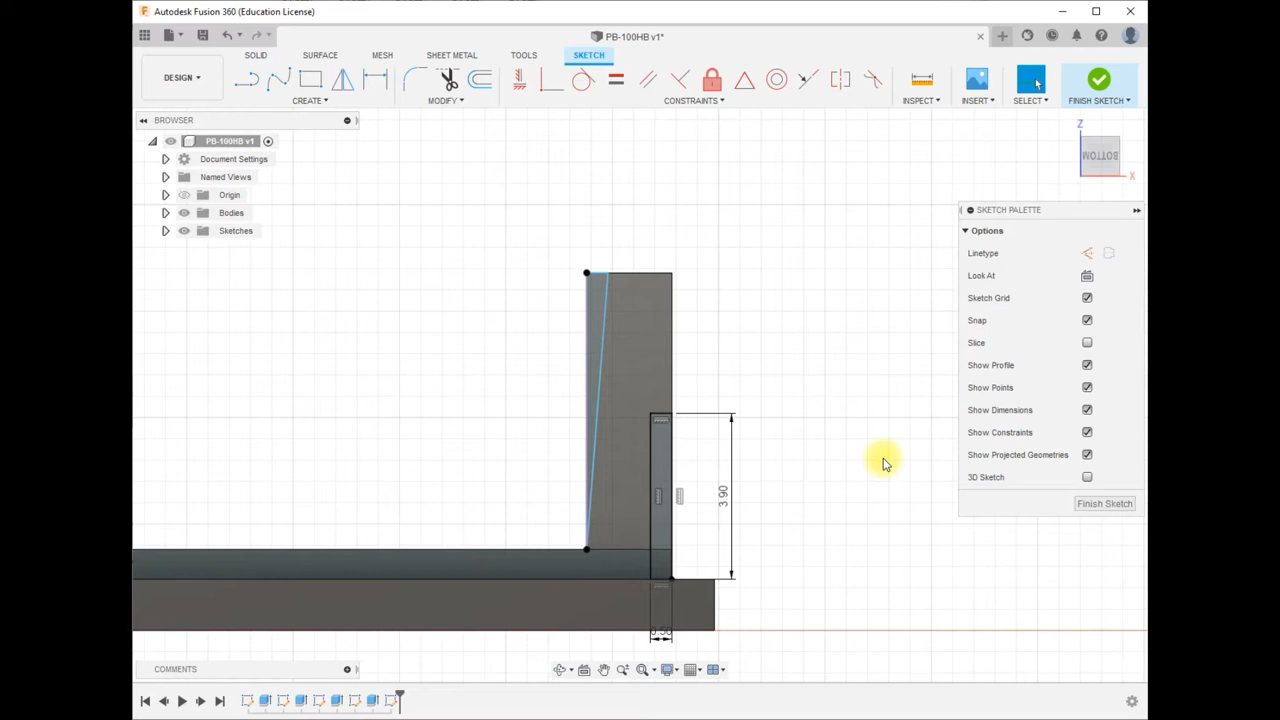 Autodesk Fusion 360 (Education License)
PB-100HB v1*
SOLID
SURFACE
MESH
SHEET METAL
TOOLS
SKETCH
DESIGN
CREATE
MODIFY
CONSTRAINTS
INSPECT
INSERT
SELECT
FINISH SKETCH
BROWSER
PB-100HB v1
Document Settings
Named Views
Origin
Bodies
Sketches
Z
BOTTOM
X
SKETCH PALETTE
Options
Linetype
Look At
Sketch Grid
Snap
Slice
Show Profile
Show Points
Show Dimensions
Show Constraints
Show Projected Geometries
3D Sketch
Finish Sketch
3.90
0.50
COMMENTS